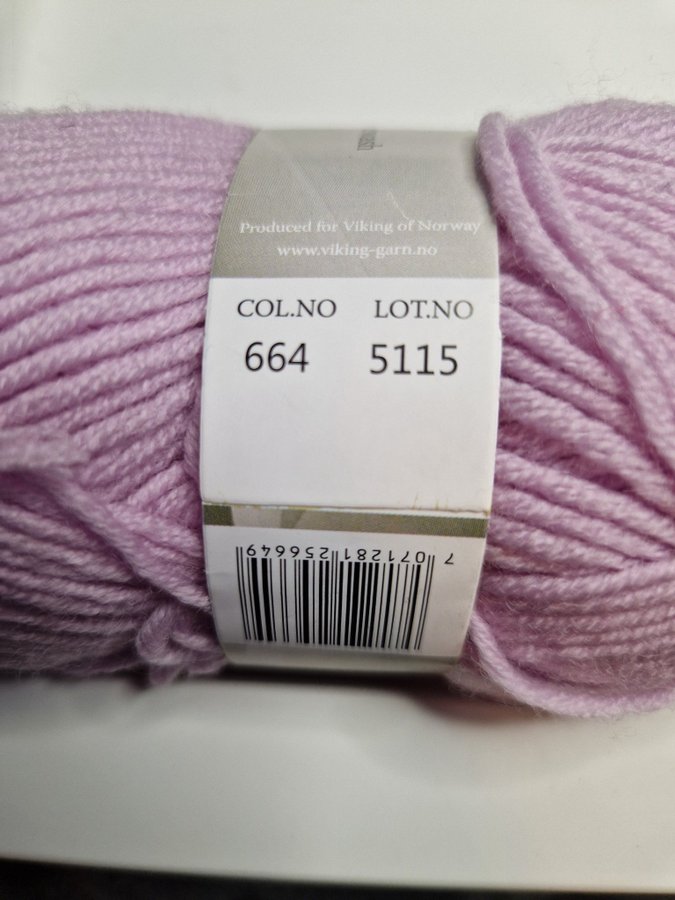 Produced for Viking of Norway
www.viking-garn.no
COL.NO LOT.NO
664 5115
7 071281 256649